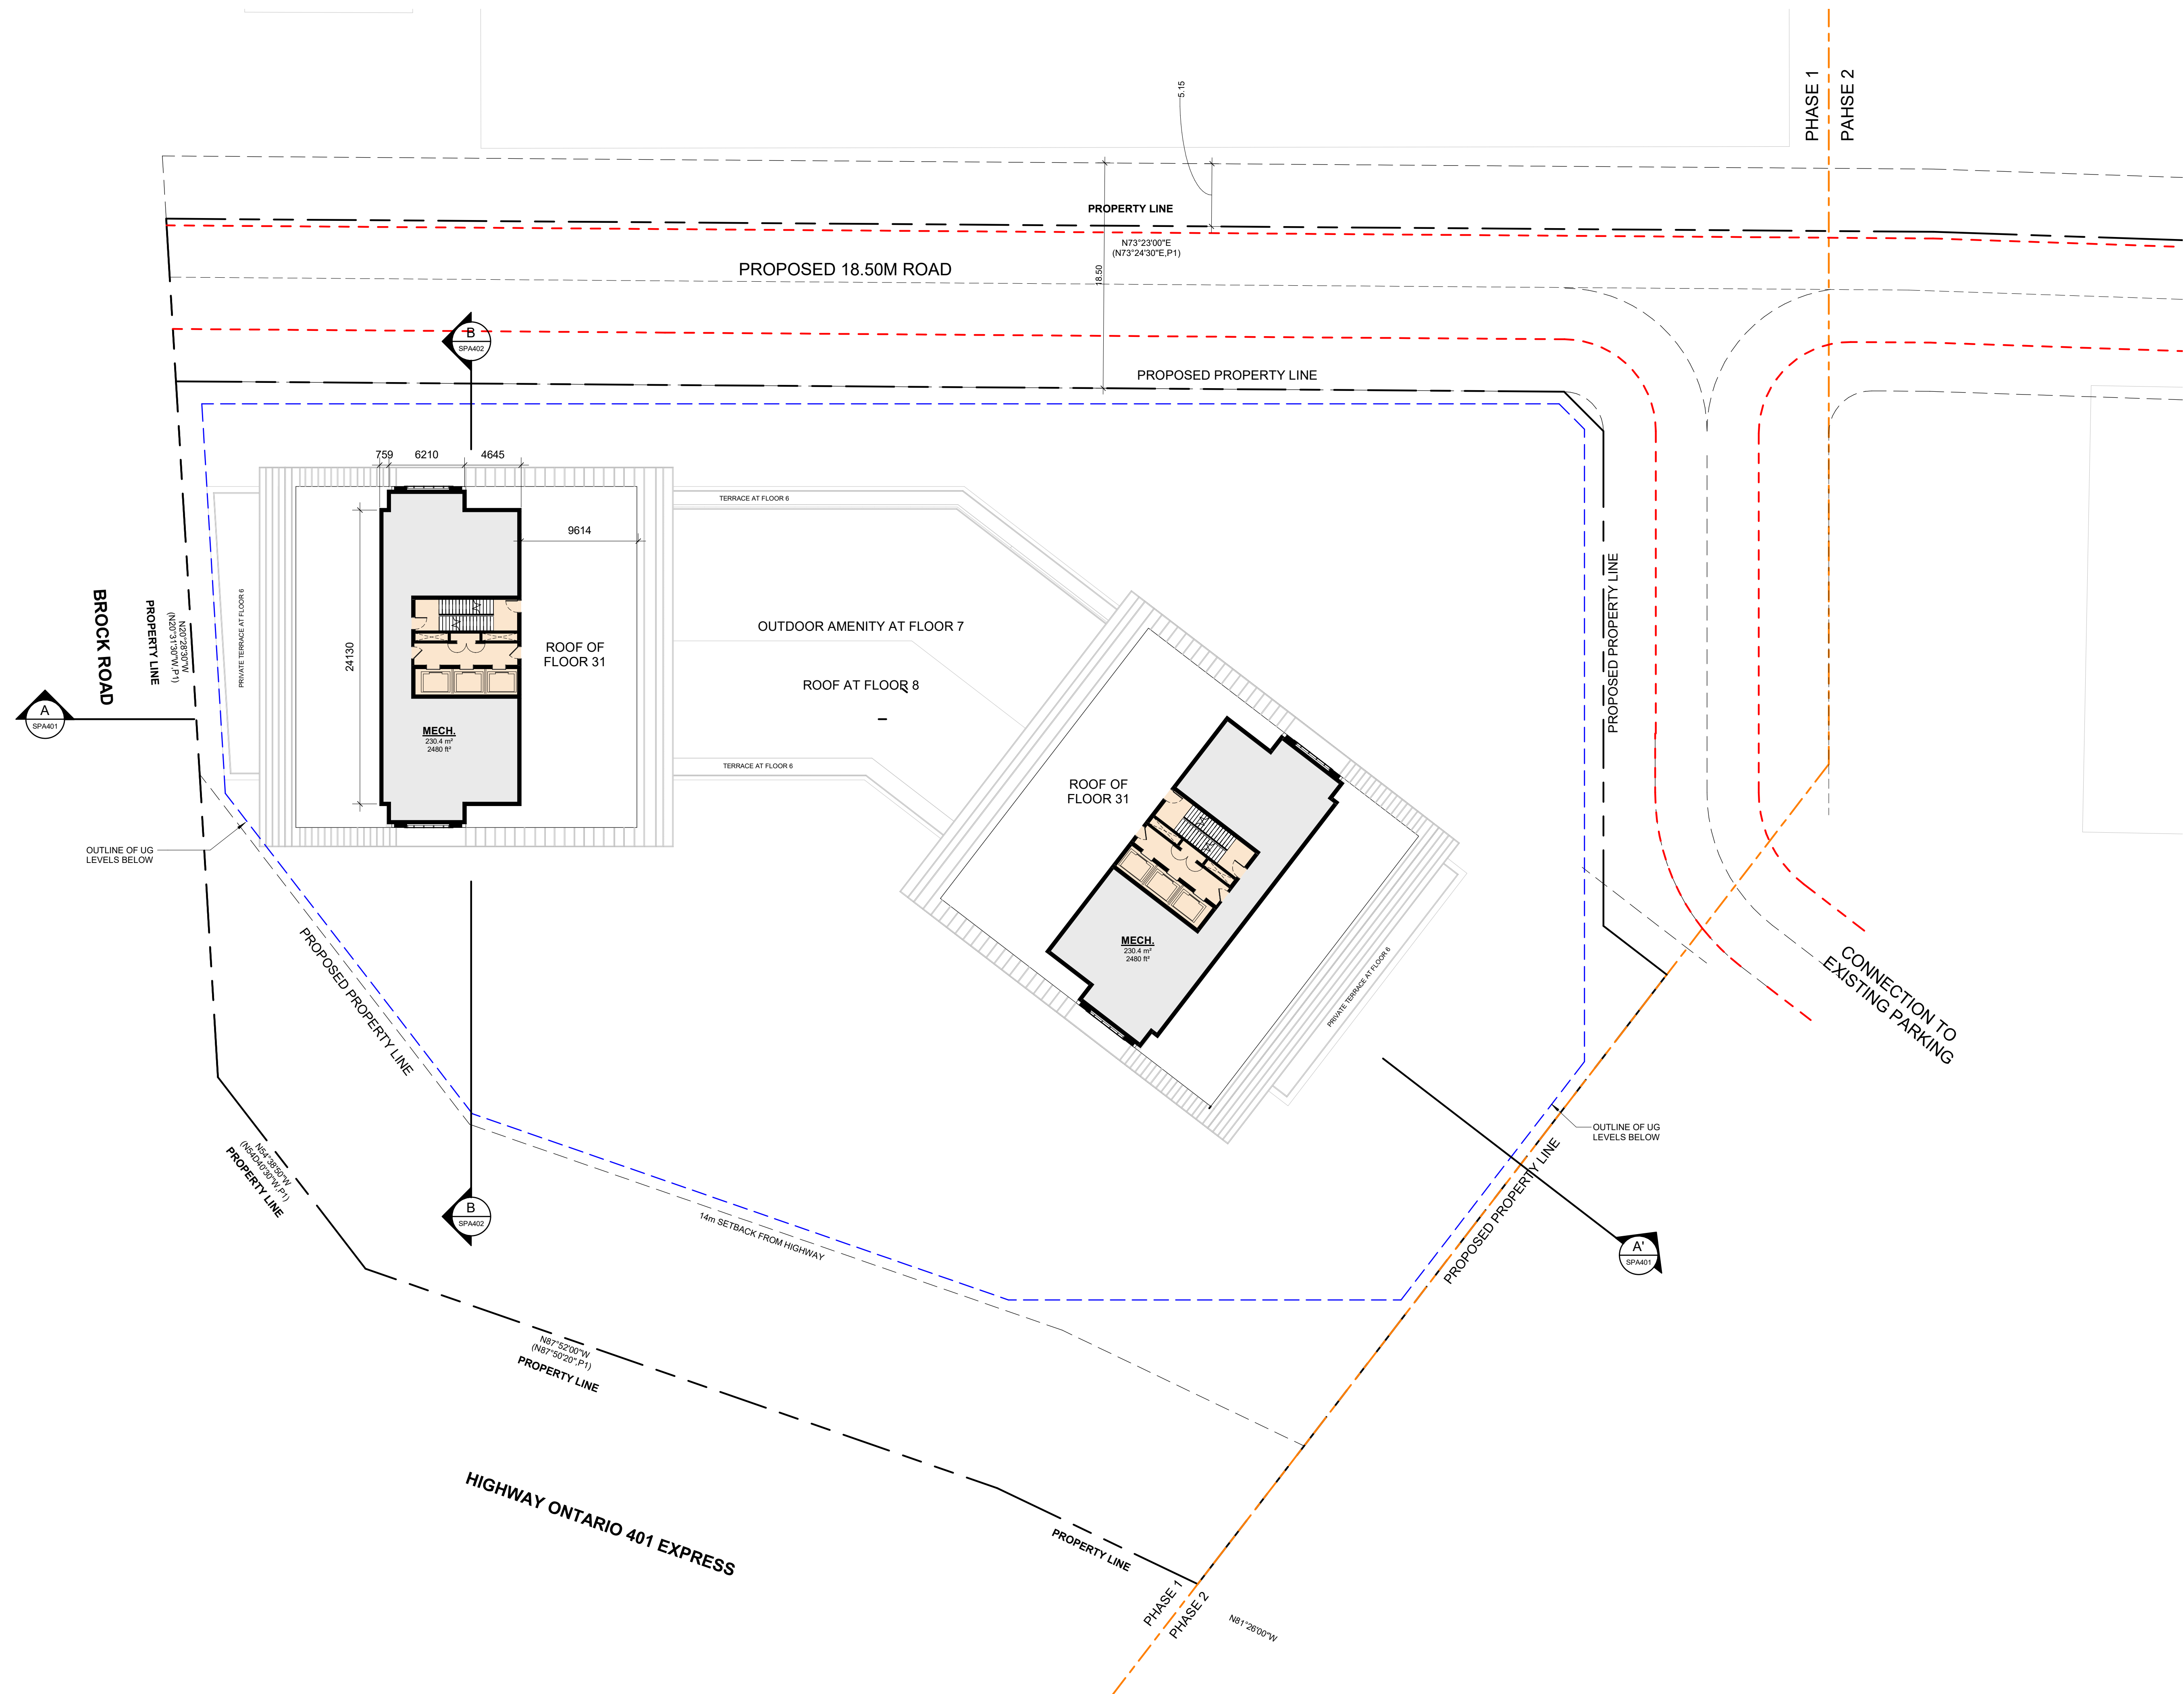 5.15
PHASE 1
PAHSE 2
PROPERTY LINE
N73°23'00"E
(N73°24'30"E,P1)
PROPOSED 18.50M ROAD
18.50
B
SPA402
PROPOSED PROPERTY LINE
759
6210
4645
TERRACE AT FLOOR 6
9614
PROPOSED PROPERTY LINE
BROCK ROAD
PROPERTY LINE
N20°28'30"W
(N20°31'30"W,P1)
PRIVATE TERRACE AT FLOOR 6
24130
ROOF OF
FLOOR 31
OUTDOOR AMENITY AT FLOOR 7
ROOF AT FLOOR 8
A
SPA401
MECH.
230.4 m²
2480 ft²
TERRACE AT FLOOR 6
ROOF OF
FLOOR 31
OUTLINE OF UG
LEVELS BELOW
PROPOSED PROPERTY LINE
MECH.
230.4 m²
2480 ft²
PRIVATE TERRACE AT FLOOR 6
CONNECTION TO
EXISTING PARKING
OUTLINE OF UG
LEVELS BELOW
N54°38'50"W
(N54D40'30"W,P1)
PROPERTY LINE
B
SPA402
14m SETBACK FROM HIGHWAY
PROPOSED PROPERTY LINE
A'
SPA401
N87°52'00"W
(N87°50'20",P1)
PROPERTY LINE
HIGHWAY ONTARIO 401 EXPRESS
PROPERTY LINE
PHASE 1
PHASE 2
N81°26'00"W